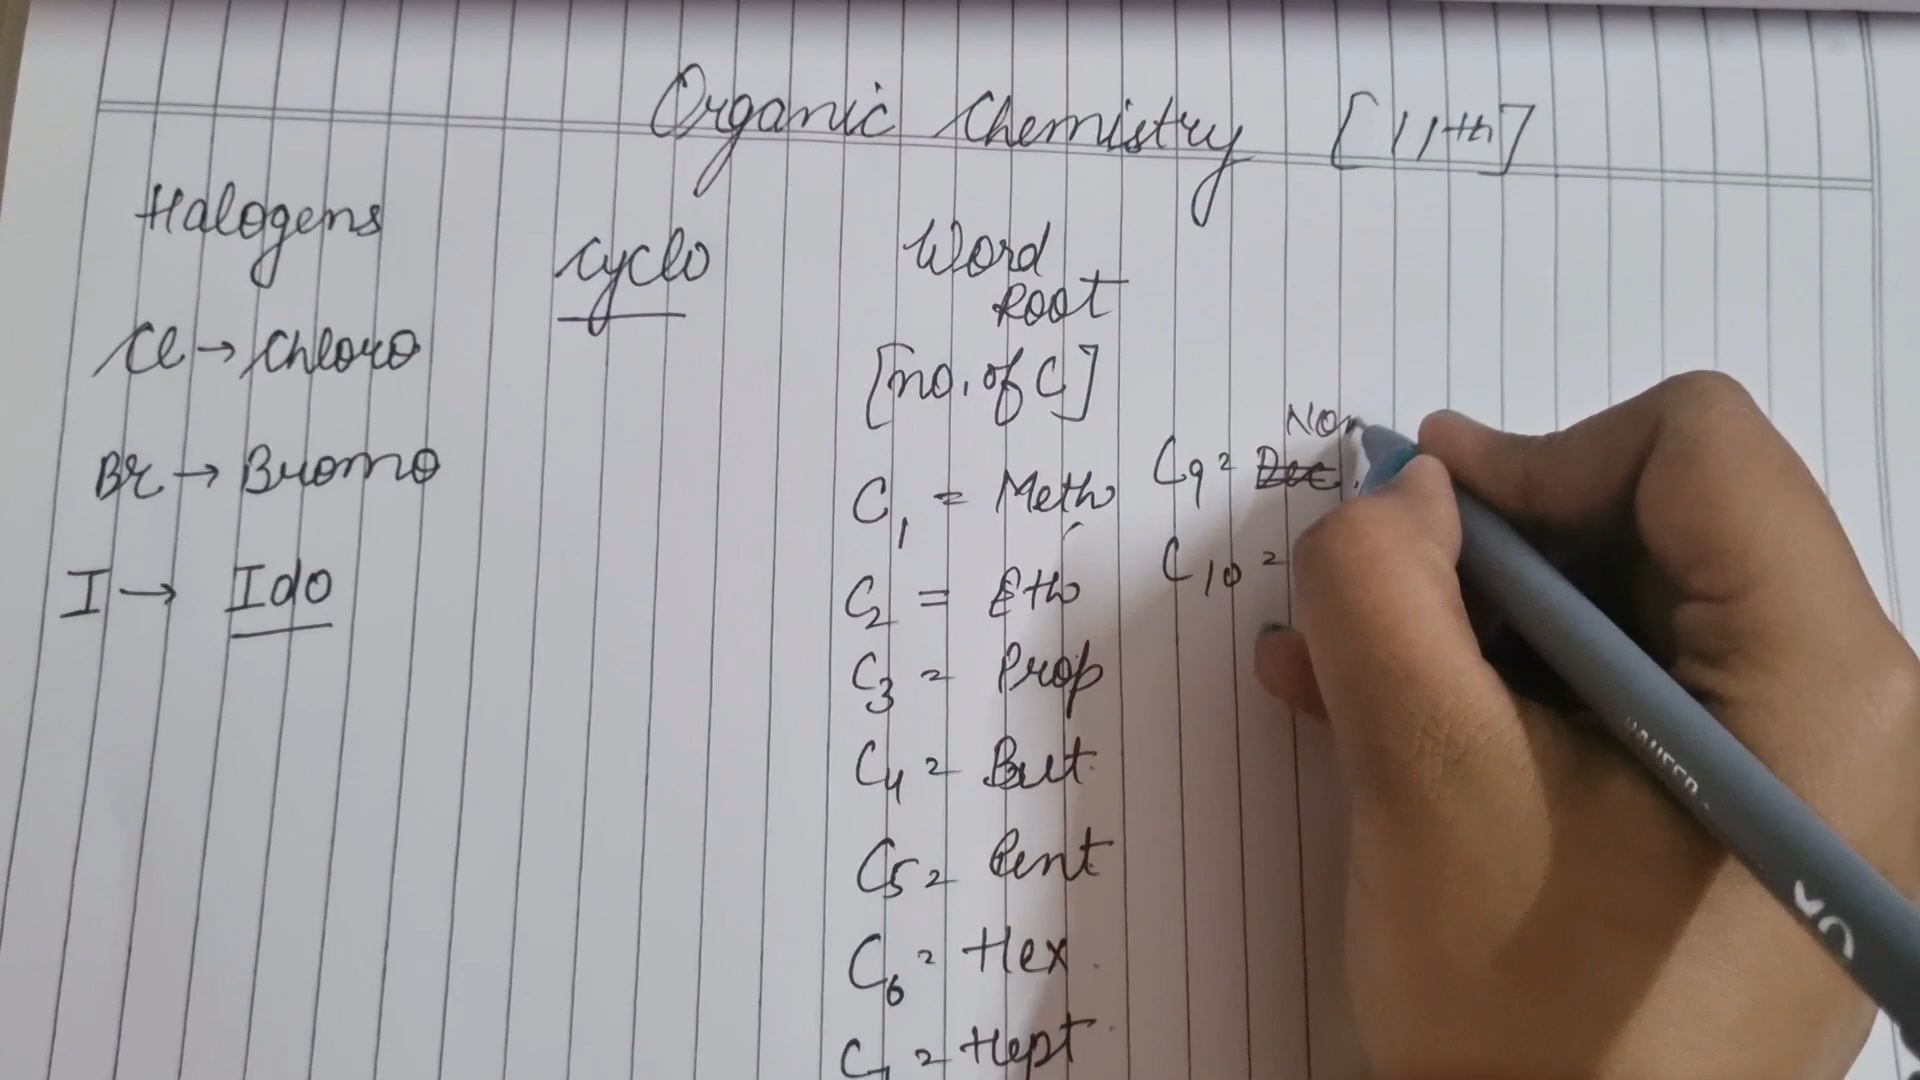 Organic Chemistry [11th]
Halogens
Cl → Chloro
Br → Bromo
I → Ido
Cyclo
Word
Root
[no. of C]
C1 = Meth
C2 = Eth
C3 = Prop
C4 = But
C5 = Pent
C6 = Hex
C7 = Hept
Non
C9 = Dec
C10 =